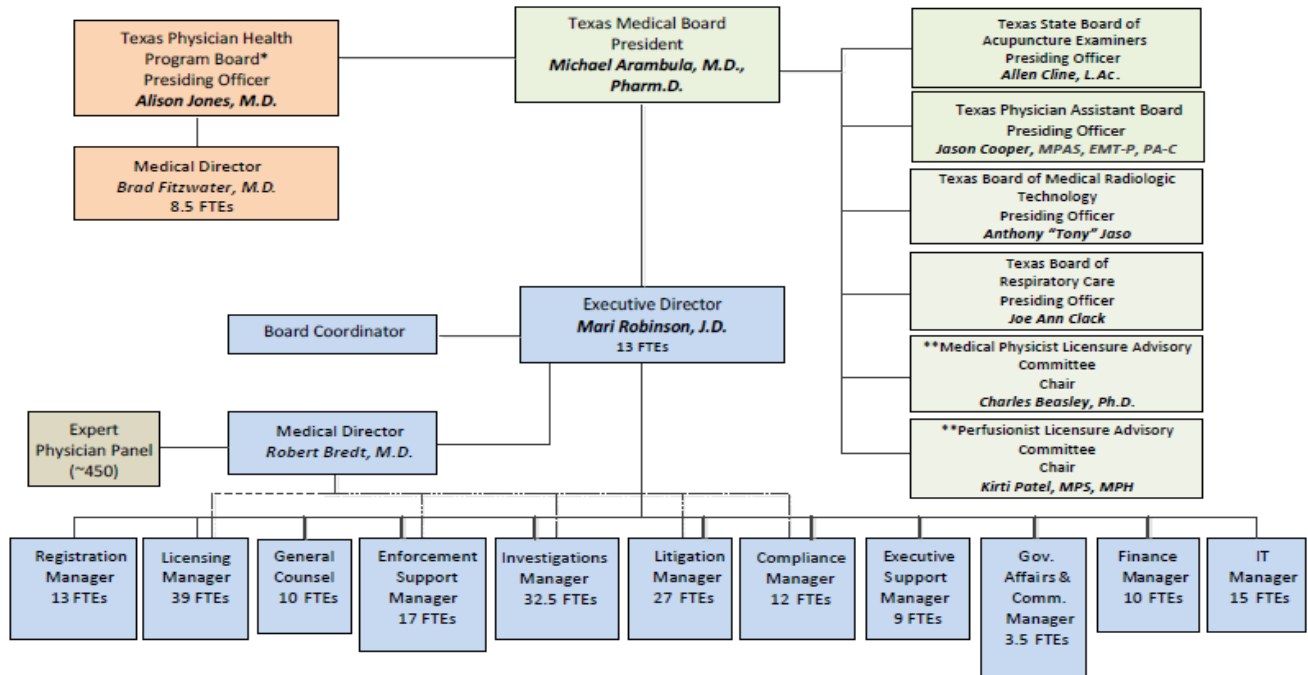 Texas Physician Health
Program Board*
Presiding Officer
Alison Jones, M.D.
Medical Director
Brad Fitzwater, M.D.
8.5 FTEs
Texas Medical Board
President
Michael Arambula, M.D.,
Pharm.D.
Texas State Board of
Acupuncture Examiners
Presiding Officer
Allen Cline, L.Ac.
Texas Physician Assistant Board
Presiding Officer
Jason Cooper, MPAS, EMT-P, PA-C
Texas Board of Medical Radiologic
Technology
Presiding Officer
Anthony "Tony" Jaso
Texas Board of
Respiratory Care
Presiding Officer
Joe Ann Clack
**Medical Physicist Licensure Advisory
Committee
Chair
Charles Beasley, Ph.D.
**Perfusionist Licensure Advisory
Committee
Chair
Kirti Patel, MPS, MPH
Executive Director
Mari Robinson, J.D.
13 FTEs
Board Coordinator
Medical Director
Robert Bredt, M.D.
Expert
Physician Panel
(~450)
Registration
Manager
13 FTEs
Licensing
Manager
39 FTEs
General
Counsel
10 FTEs
Enforcement
Support
Manager
17 FTEs
Investigations
Manager
32.5 FTEs
Litigation
Manager
27 FTEs
Compliance
Manager
12 FTEs
Executive
Support
Manager
9 FTEs
Gov.
Affairs &
Comm.
Manager
3.5 FTEs
Finance
Manager
10 FTEs
IT
Manager
15 FTEs